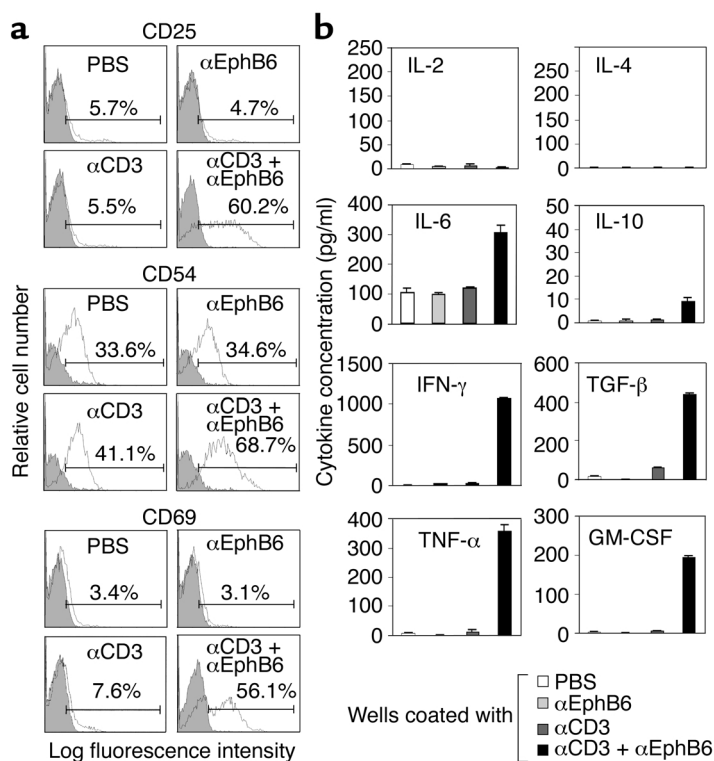 a
CD25
PBS
5.7%
αEphB6
4.7%
αCD3
5.5%
αCD3 +
αEphB6
60.2%
CD54
PBS
33.6%
αEphB6
34.6%
αCD3
41.1%
αCD3 +
αEphB6
68.7%
CD69
PBS
3.4%
αEphB6
3.1%
αCD3
7.6%
αCD3 +
αEphB6
56.1%
Relative cell number
Log fluorescence intensity
b
Cytokine concentration (pg/ml)
IL-2
250
200
150
100
50
0
IL-4
300
250
200
150
100
50
0
IL-6
400
300
200
100
0
IL-10
50
40
30
20
10
0
IFN-γ
1000
500
0
TGF-β
600
400
200
0
TNF-α
400
300
200
100
0
GM-CSF
300
200
100
0
Wells coated with
PBS
αEphB6
αCD3
αCD3 + αEphB6